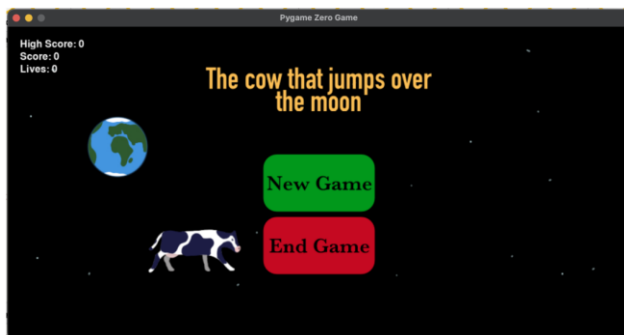 Pygame Zero Game
High Score: 0
Score: 0
Lives: 0
The cow that jumps over
the moon
New Game
End Game